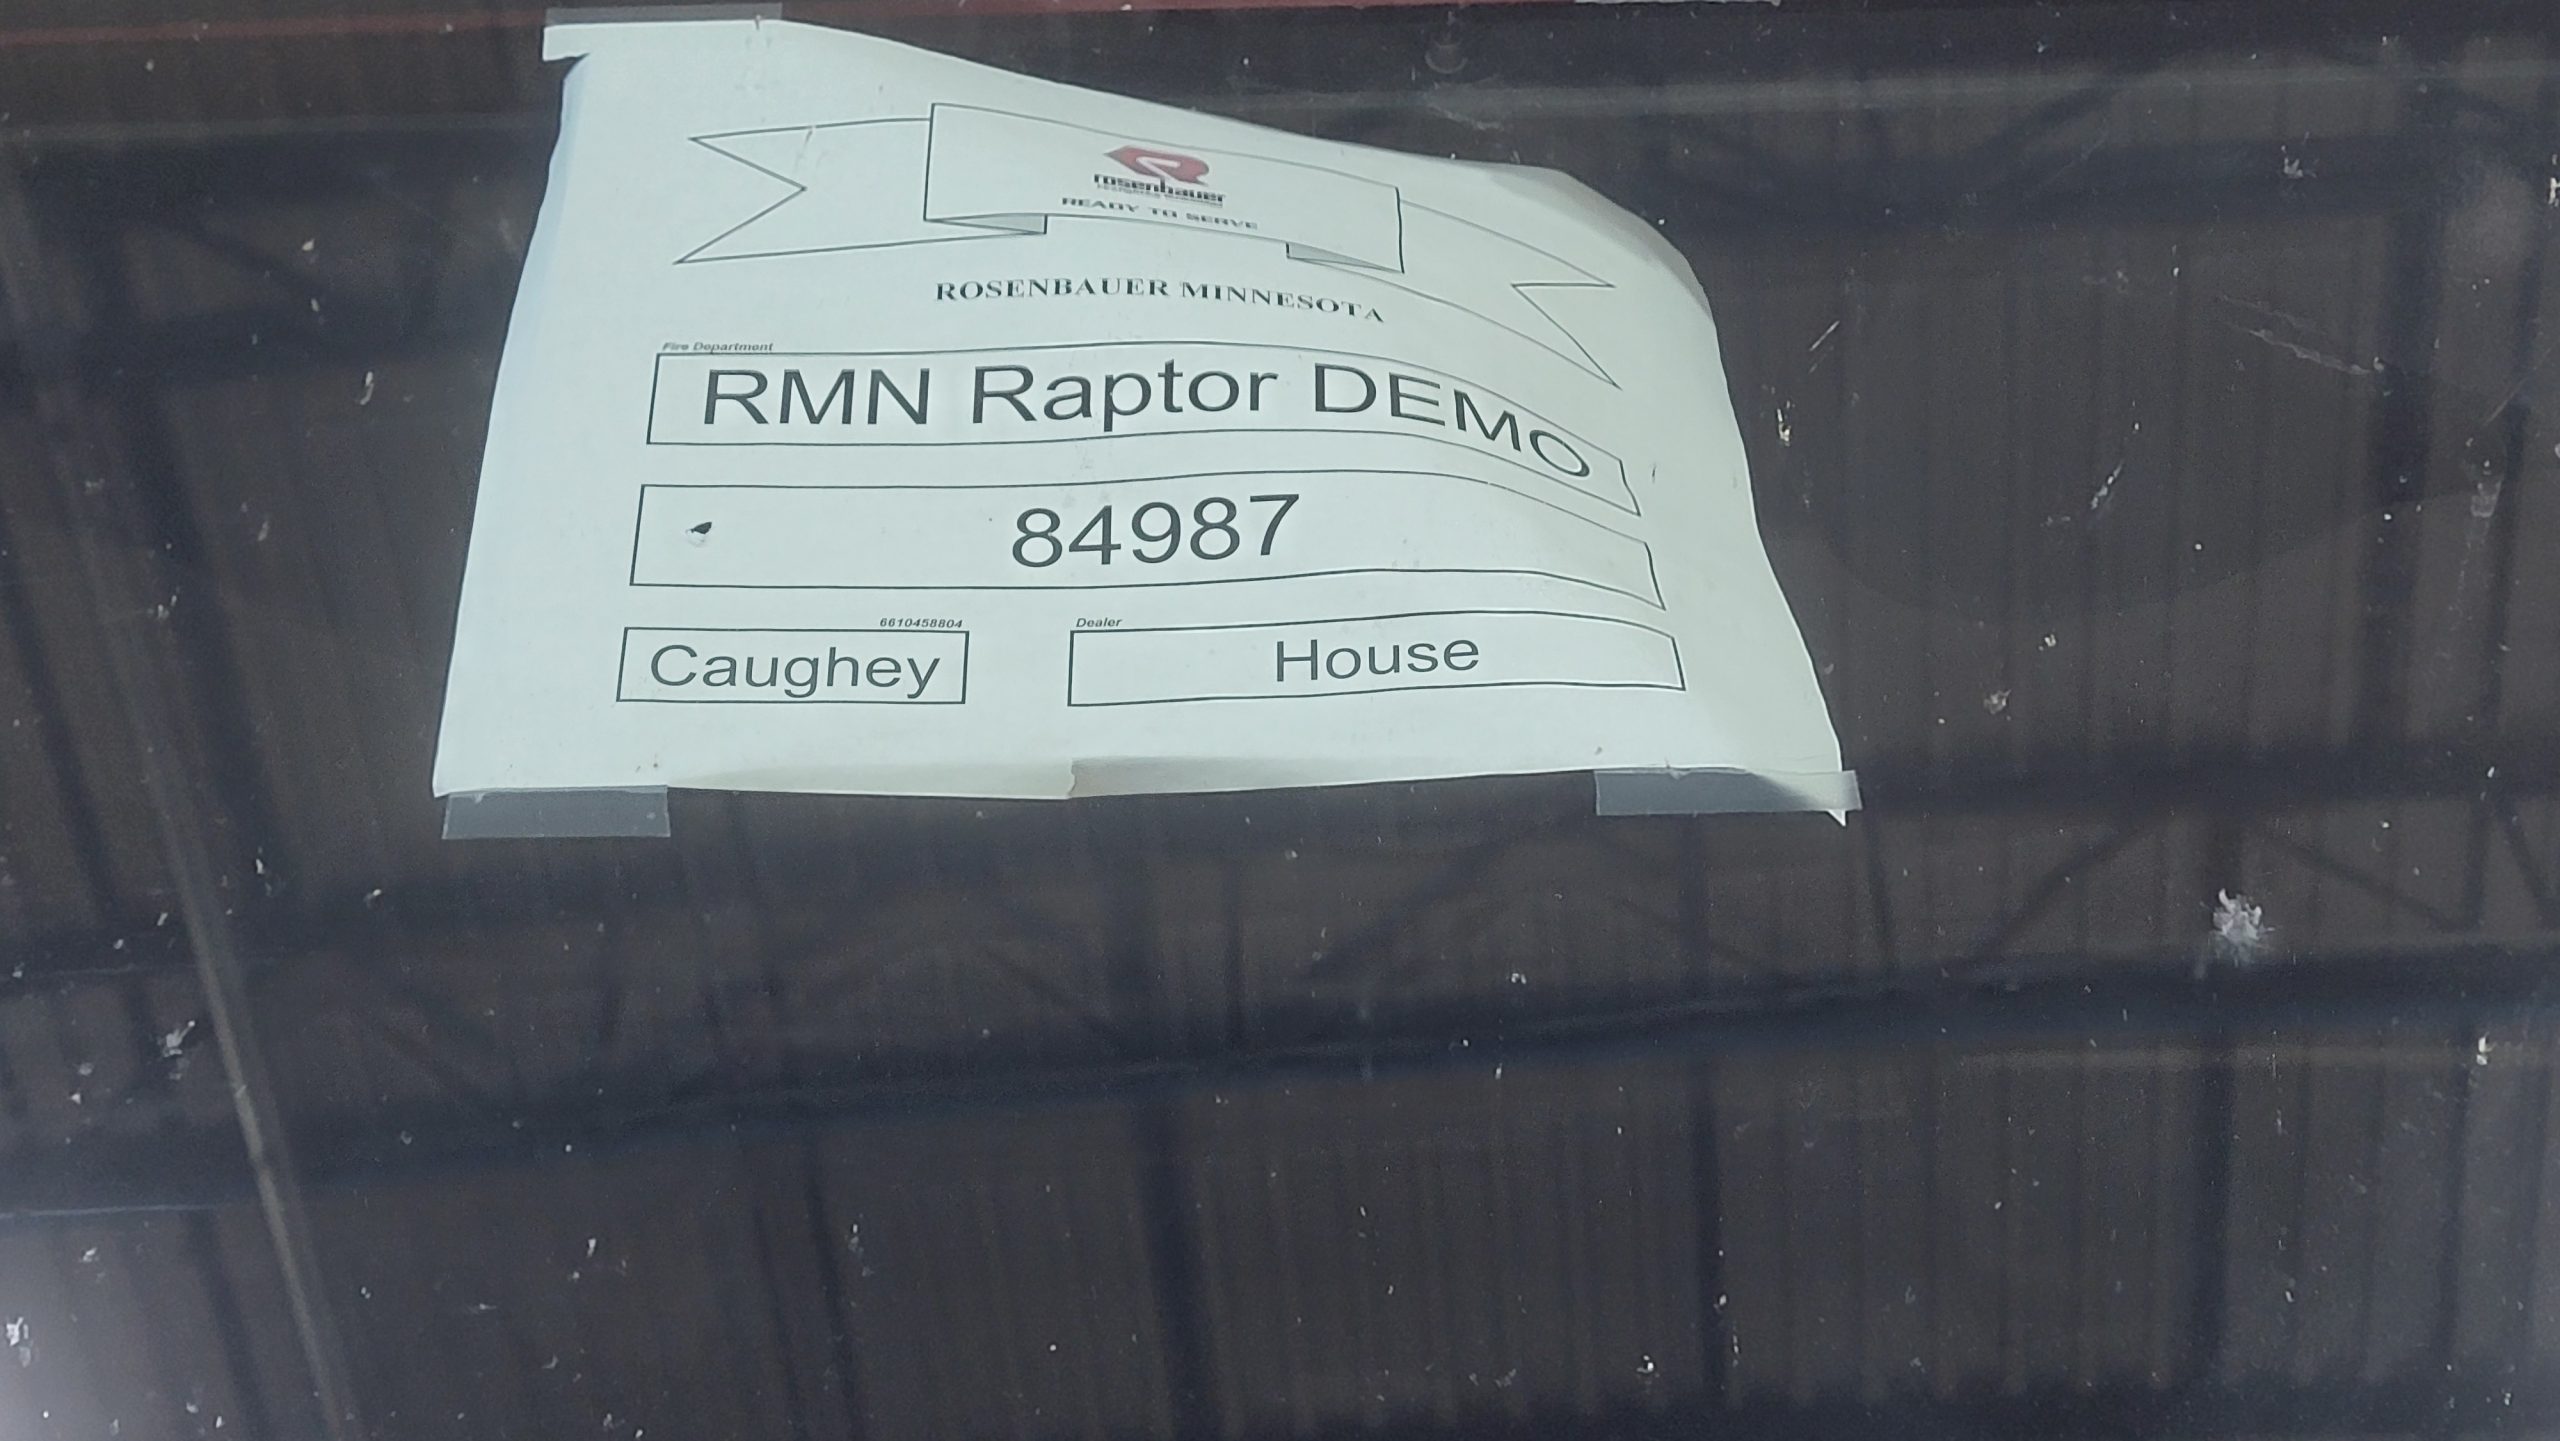 rosenbauer
READY TO SERVE
ROSENBAUER MINNESOTA
Fire Department
RMN Raptor DEMO
84987
6610458804
Caughey
Dealer
House